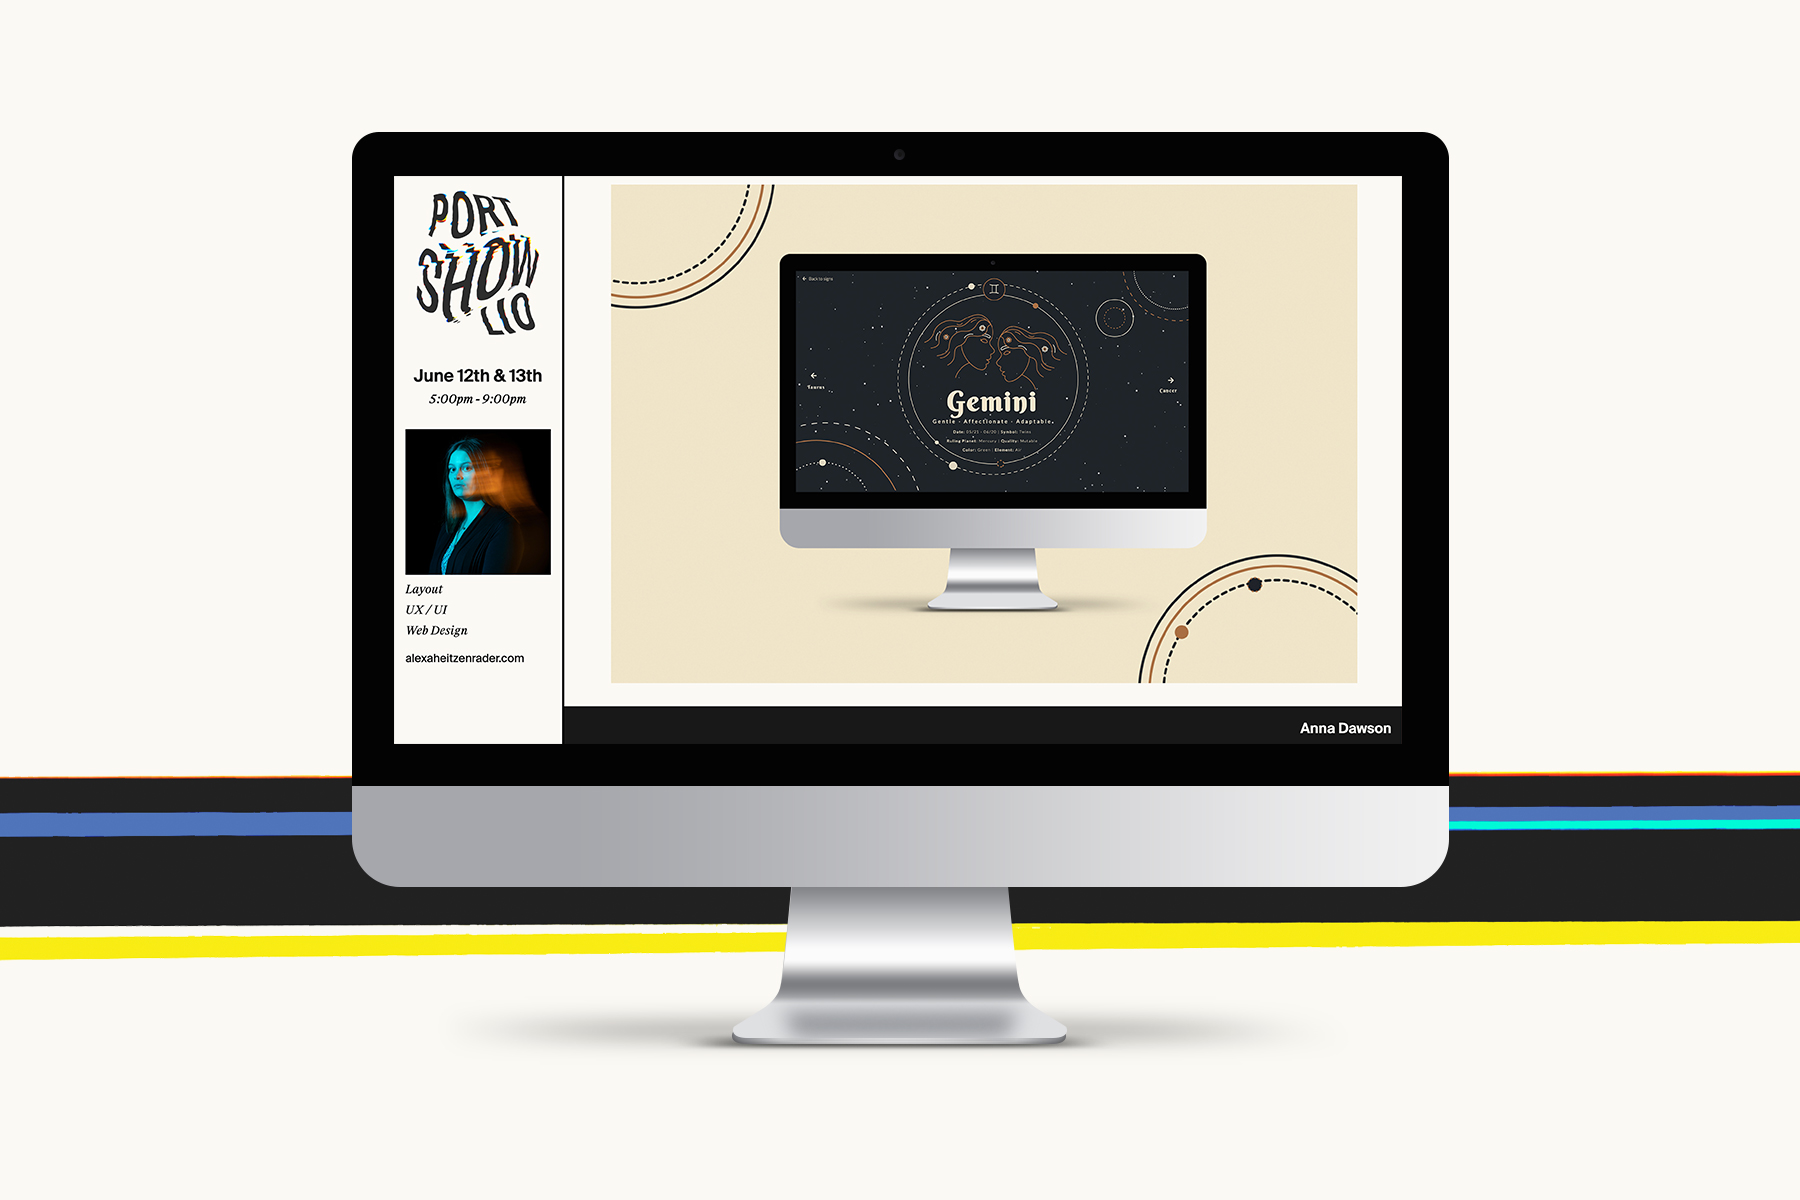 PORT
SHOW
LIO
June 12th & 13th
5:00pm - 9:00pm
Layout
UX / UI
Web Design
alexaheitzenrader.com
Back to signs
♊
Taurus
Cancer
Gemini
Gentle · Affectionate · Adaptable.
Date: 05/21 - 06/20 | Symbol: Twins
Ruling Planet: Mercury | Quality: Mutable
Color: Green | Element: Air
Anna Dawson